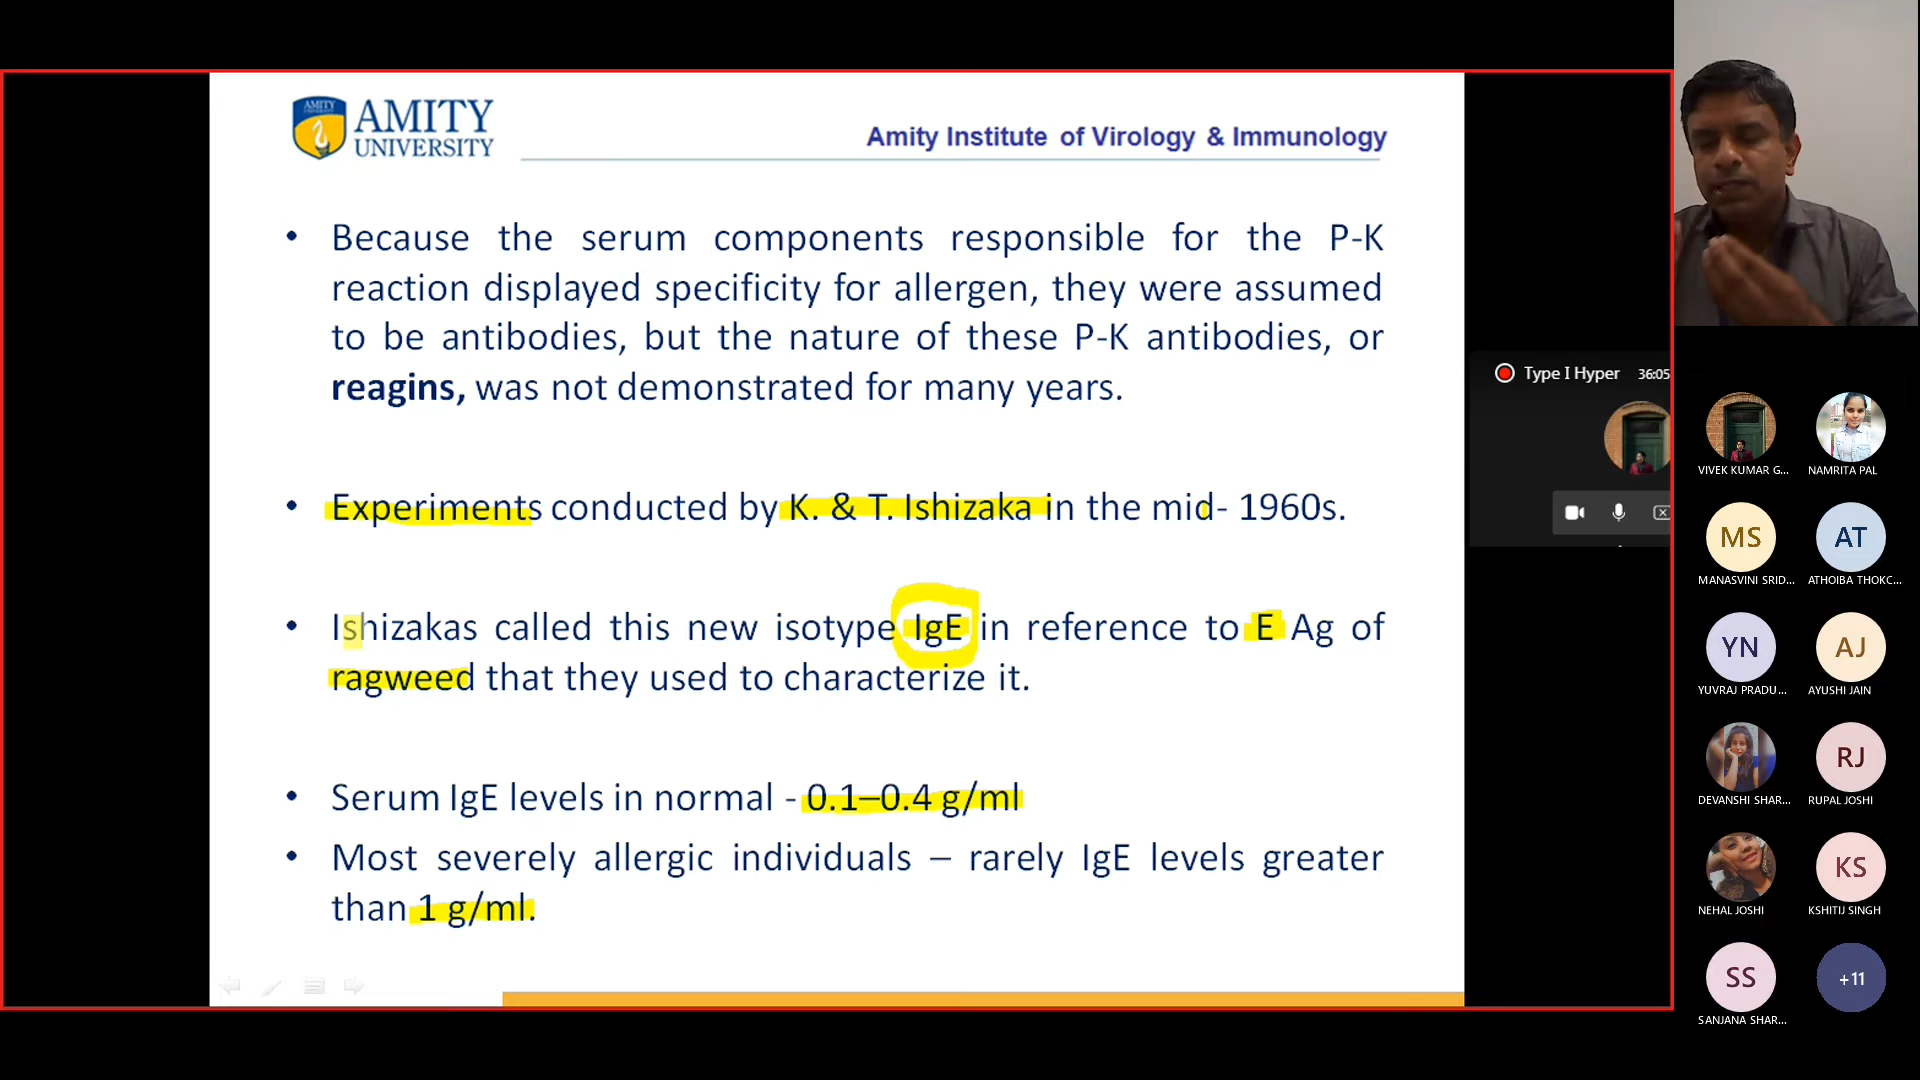 AMITY
AMITY
UNIVERSITY
Amity Institute of Virology & Immunology
• Because the serum components responsible for the P-K
reaction displayed specificity for allergen, they were assumed
to be antibodies, but the nature of these P-K antibodies, or
reagins, was not demonstrated for many years.
• Experiments conducted by K. & T. Ishizaka in the mid- 1960s.
• Ishizakas called this new isotype IgE in reference to E Ag of
ragweed that they used to characterize it.
• Serum IgE levels in normal - 0.1–0.4 g/ml
• Most severely allergic individuals – rarely IgE levels greater
than 1 g/ml.
Type I Hyper 36:05
VIVEK KUMAR G... NAMRITA PAL
MS AT
MANASVINI SRID... ATHOIBA THOKC...
YN AJ
YUVRAJ PRADU... AYUSHI JAIN
RJ
DEVANSHI SHAR... RUPAL JOSHI
KS
NEHAL JOSHI KSHITIJ SINGH
SS +11
SANJANA SHAR...